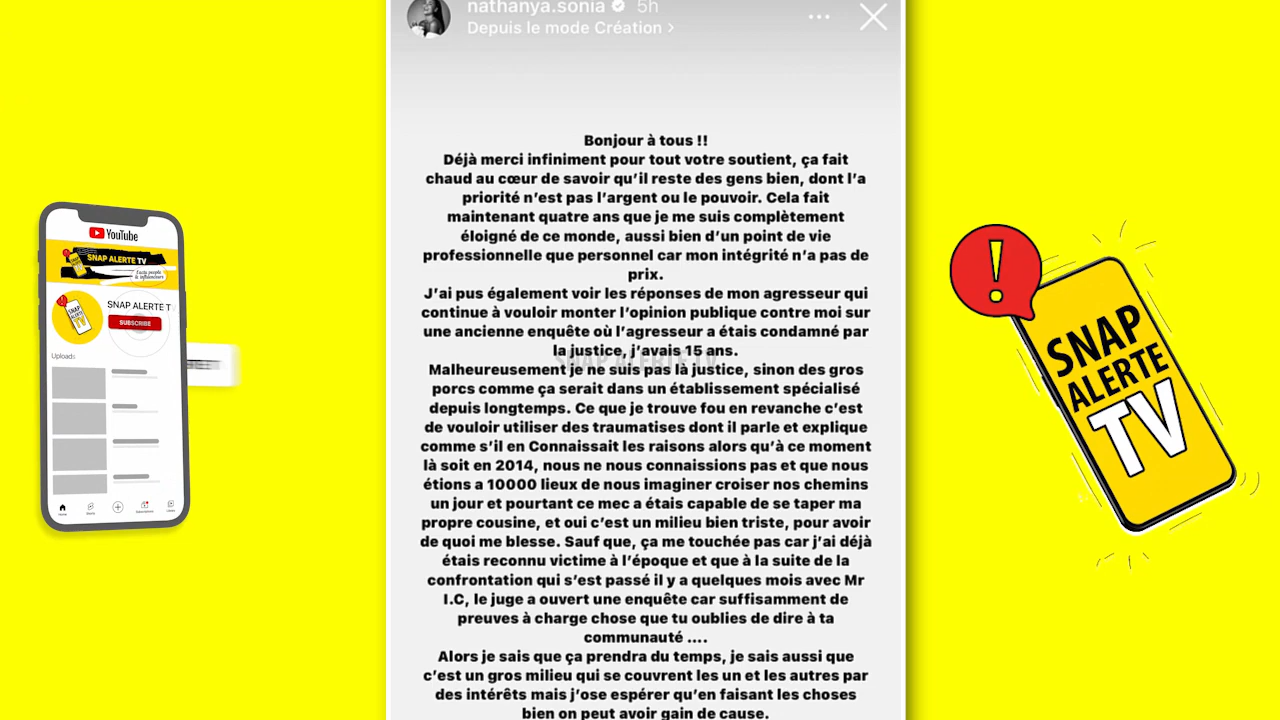 nathanya.sonia 5h
Depuis le mode Création >
Bonjour à tous !!
Déjà merci infiniment pour tout votre soutient, ça fait
chaud au cœur de savoir qu'il reste des gens bien, dont l'a
priorité n'est pas l'argent ou le pouvoir. Cela fait
maintenant quatre ans que je me suis complètement
éloigné de ce monde, aussi bien d'un point de vie
professionnelle que personnel car mon intégrité n'a pas de
prix.
J'ai pus également voir les réponses de mon agresseur qui
continue à vouloir monter l'opinion publique contre moi sur
une ancienne enquête où l'agresseur a étais condamné par
la justice, j'avais 15 ans.
SNAP ALERTE TV
Malheureusement je ne suis pas là justice, sinon des gros
porcs comme ça serait dans un établissement spécialisé
depuis longtemps. Ce que je trouve fou en revanche c'est
de vouloir utiliser des traumatises dont il parle et explique
comme s'il en Connaissait les raisons alors qu'à ce moment
là soit en 2014, nous ne nous connaissions pas et que nous
étions a 10000 lieux de nous imaginer croiser nos chemins
un jour et pourtant ce mec a étais capable de se taper ma
propre cousine, et oui c'est un milieu bien triste, pour avoir
de quoi me blesse. Sauf que, ça me touchée pas car j'ai déjà
étais reconnu victime à l'époque et que à la suite de la
confrontation qui s'est passé il y a quelques mois avec Mr
I.C, le juge a ouvert une enquête car suffisamment de
preuves à charge chose que tu oublies de dire à ta
communauté ....
Alors je sais que ça prendra du temps, je sais aussi que
c'est un gros milieu qui se couvrent les un et les autres par
des intérêts mais j'ose espérer qu'en faisant les choses
bien on peut avoir gain de cause.
YouTube
SNAP ALERTE TV
l'actu people
& influenceurs
SNAP ALERTE TV
SNAP ALERTE T
SUBSCRIBE
Uploads
Home
Library
SNAP
ALERTE
TV